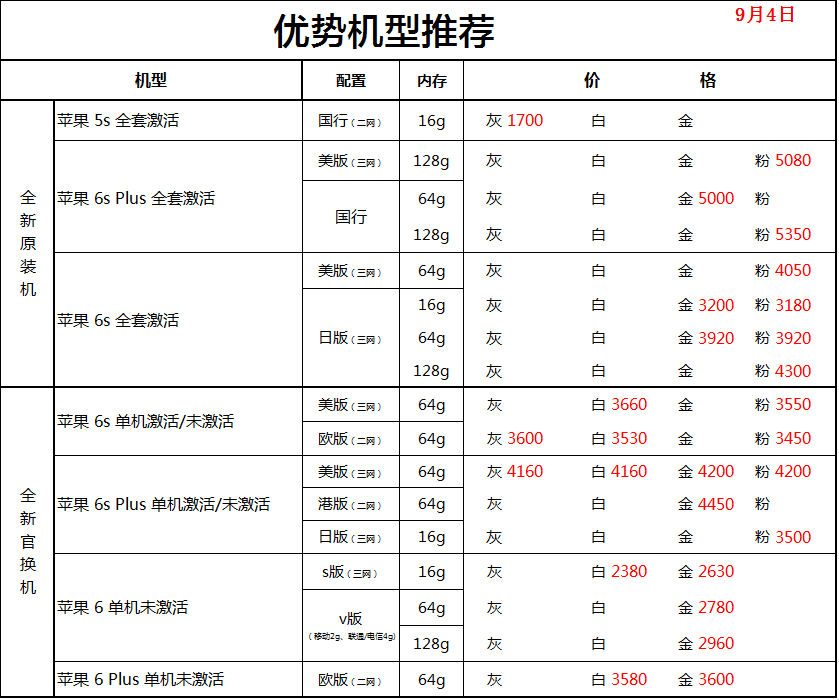 优势机型推荐
9月4日
机型 配置 内存 价 格
全新原装机
苹果 5s 全套激活 国行(二网) 16g 灰 1700 白 金
苹果 6s Plus 全套激活 美版(三网) 128g 灰 白 金 粉 5080
国行 64g 灰 白 金 5000 粉
128g 灰 白 金 粉 5350
苹果 6s 全套激活 美版(三网) 64g 灰 白 金 粉 4050
日版(三网) 16g 灰 白 金 3200 粉 3180
64g 灰 白 金 3920 粉 3920
128g 灰 白 金 粉 4300
全新官换机
苹果 6s 单机激活/未激活 美版(三网) 64g 灰 白 3660 金 粉 3550
欧版(二网) 64g 灰 3600 白 3530 金 粉 3450
苹果 6s Plus 单机激活/未激活 美版(三网) 64g 灰 4160 白 4160 金 4200 粉 4200
港版(二网) 64g 灰 白 金 4450 粉
日版(三网) 16g 灰 白 金 粉 3500
苹果 6 单机未激活 s版(三网) 16g 灰 白 2380 金 2630
v版 64g 灰 白 金 2780
(移动2g、联通/电信4g) 128g 灰 白 金 2960
苹果 6 Plus 单机未激活 欧版(二网) 64g 灰 白 3580 金 3600